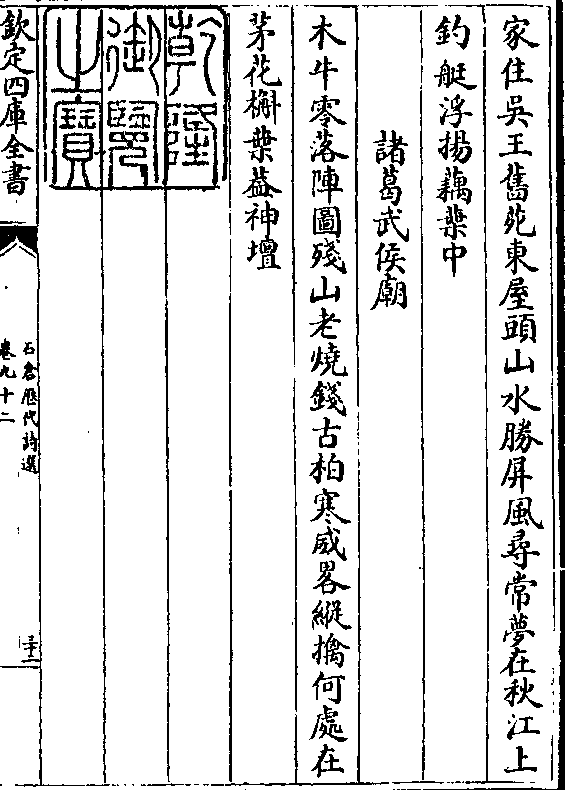 家住吳王舊苑東屋頭山水勝屏風尋常夢在秋江上
釣艇浮揚藕葉中
諸葛武侯廟
木牛零落陣圖殘山老燒錢古柏寒威畧縱擒何處在
茅花槲葉葢神壇
乾隆
御覽
之寶
欽定四庫全書
石倉歷代詩選
卷九十二
三十二